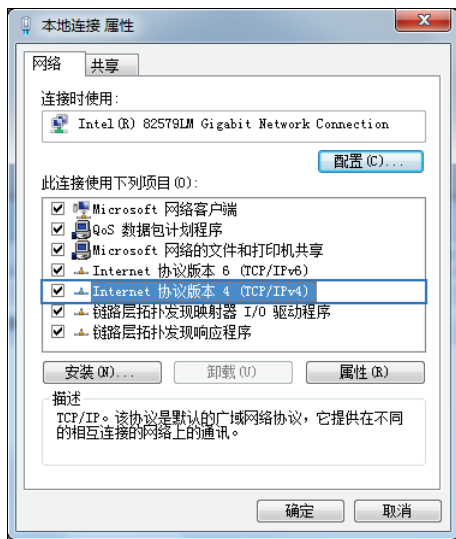 本地连接 属性
网络
共享
连接时使用:
Intel(R) 82579LM Gigabit Network Connection
配置(C)...
此连接使用下列项目(O):
Microsoft 网络客户端
QoS 数据包计划程序
Microsoft 网络的文件和打印机共享
Internet 协议版本 6 (TCP/IPv6)
Internet 协议版本 4 (TCP/IPv4)
链路层拓扑发现映射器 I/O 驱动程序
链路层拓扑发现响应程序
安装(N)...
卸载(U)
属性(R)
描述
TCP/IP。该协议是默认的广域网络协议，它提供在不同
的相互连接的网络上的通讯。
确定
取消